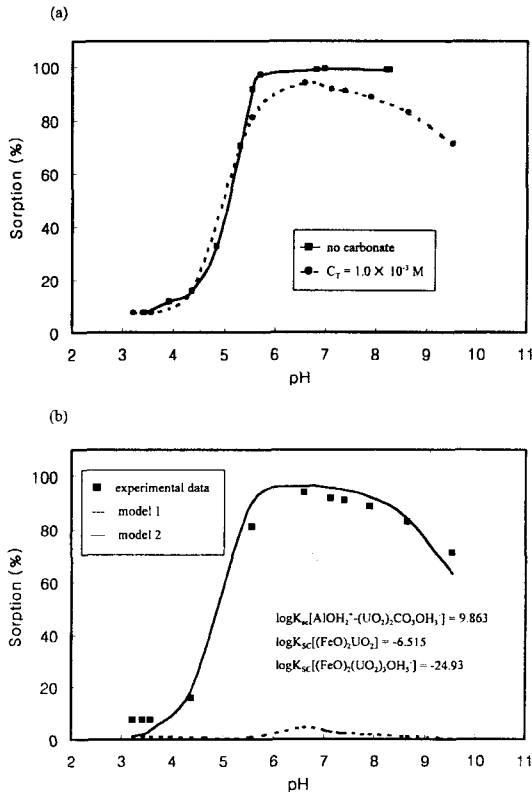 (a)
100
80
60
40
20
0
Sorption (%)
no carbonate
C_T = 1.0 × 10⁻³ M
2 3 4 5 6 7 8 9 10 11
pH
(b)
100
80
60
40
20
0
Sorption (%)
experimental data
model 1
model 2
logK_SC[AlOH₂⁺-(UO₂)₂CO₃OH₃⁻] = 9.863
logK_SC[(FeO)₂UO₂] = -6.515
logK_SC[(FeO)₂(UO₂)₃OH₅⁻] = -24.93
2 3 4 5 6 7 8 9 10 11
pH